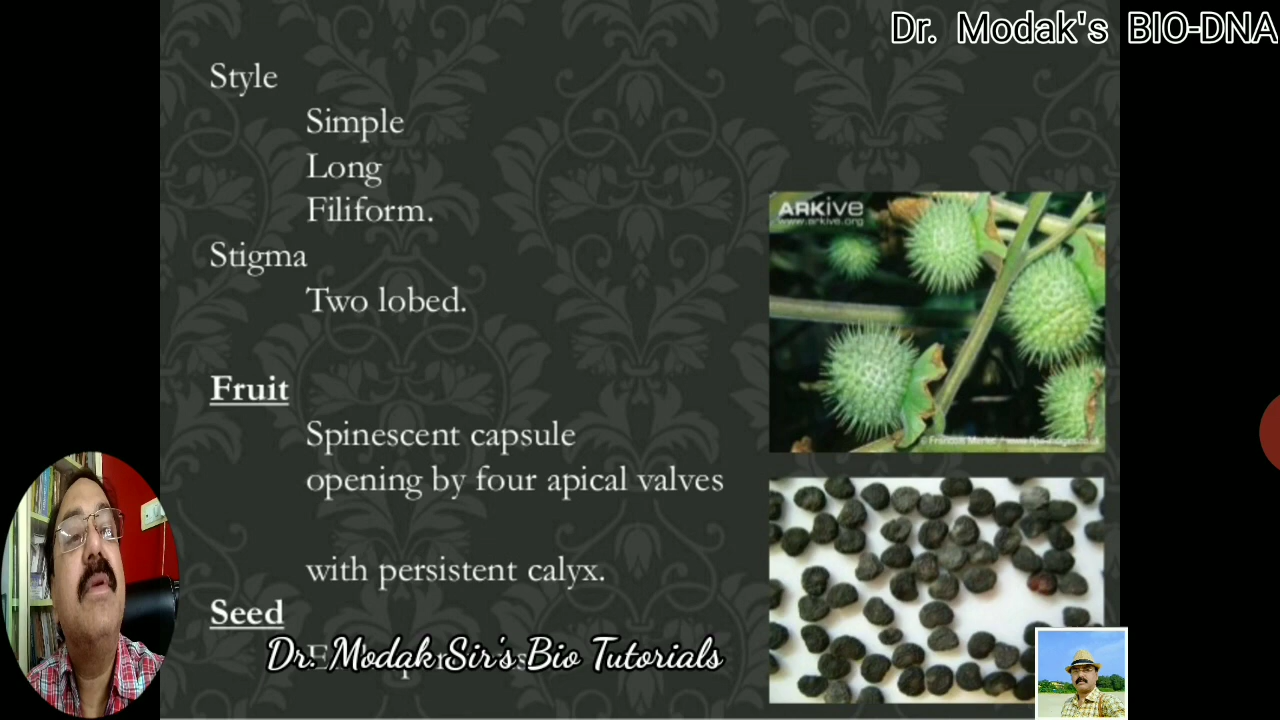 Dr. Modak's BIO-DNA
Style
Simple
Long
Filiform.
Stigma
Two lobed.
Fruit
Spinescent capsule
opening by four apical valves
with persistent calyx.
Seed
Dr. Modak Sir's Bio Tutorials
ARKive
www.arkive.org